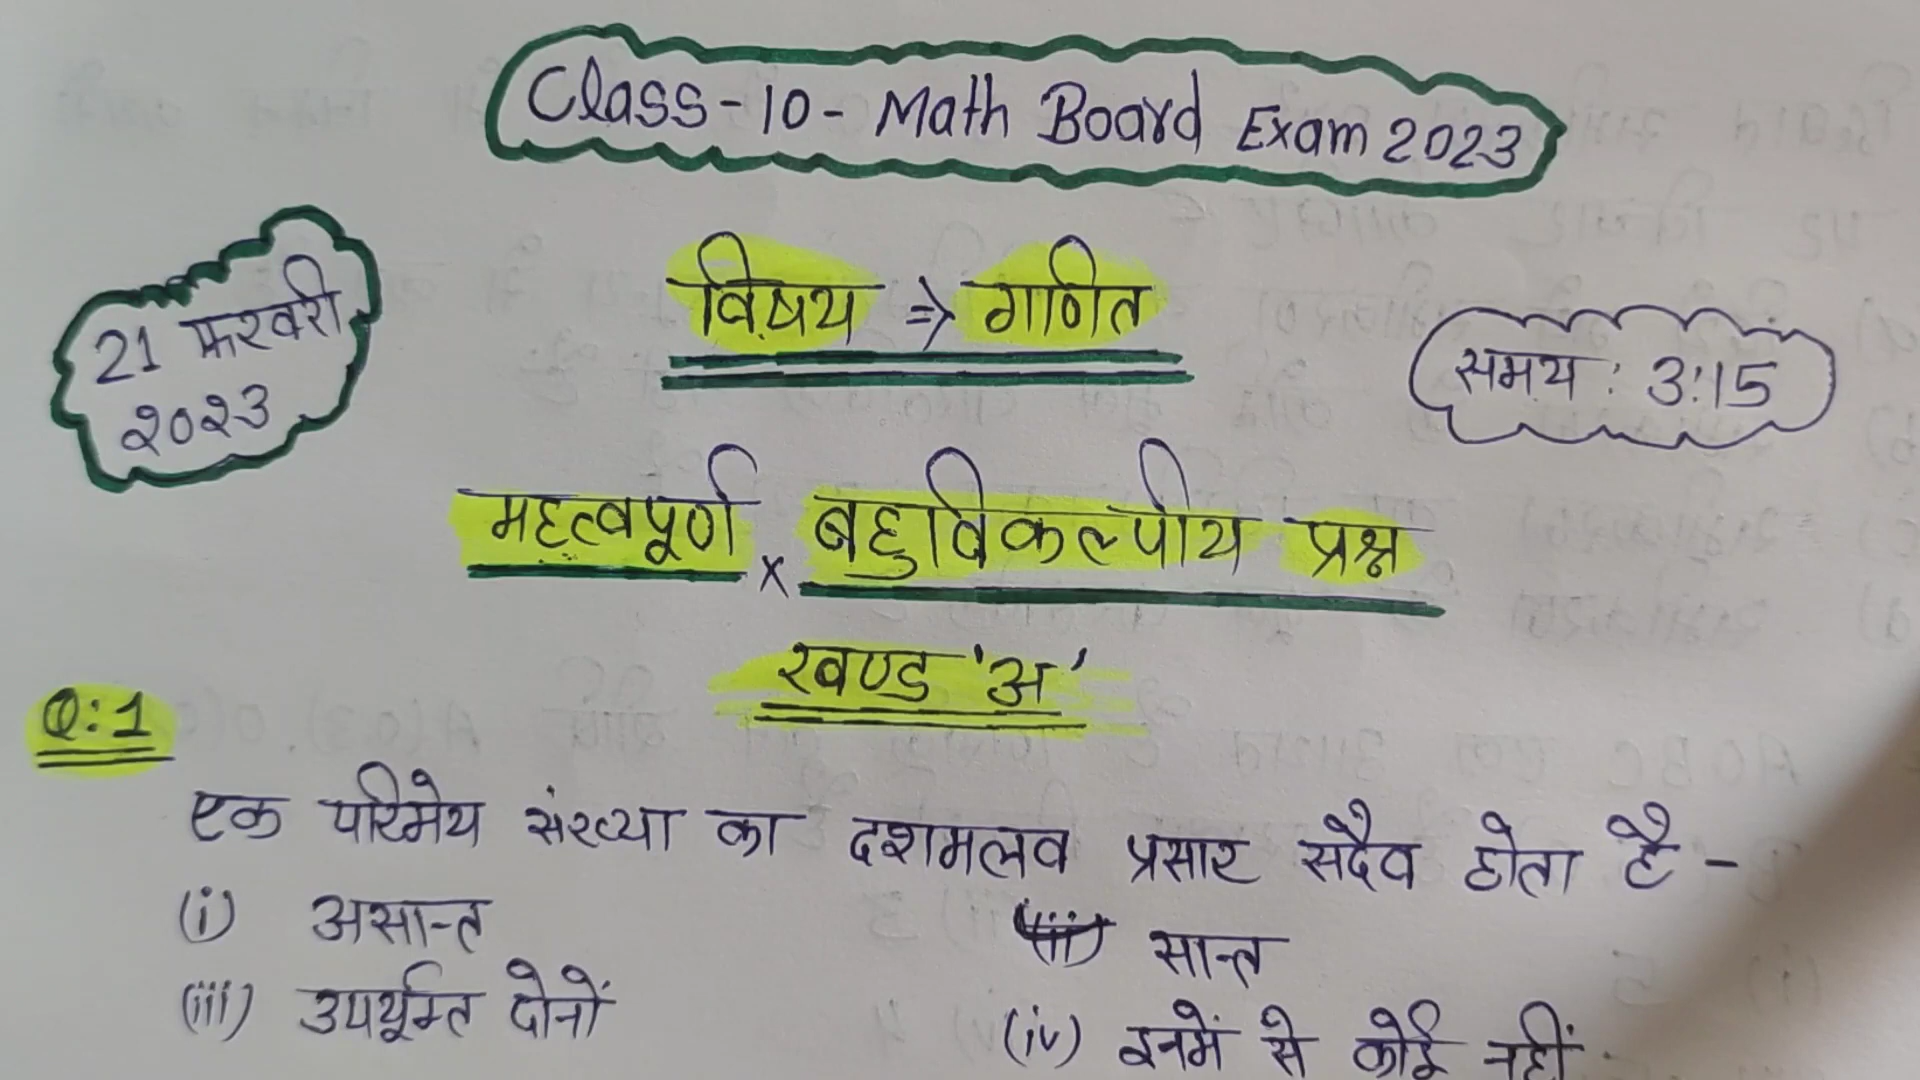 Class-10- Math Board Exam 2023
विषय ⇒ गणित
21 फरवरी
२०२३
समय : 3:15
महत्वपूर्ण x बहुविकल्पीय प्रश्न
खण्ड 'अ'
Q:1
एक परिमेय संख्या का दशमलव प्रसार सदैव होता है -
(i) असान्त (ii) सान्त
(iii) उपर्युक्त दोनों (iv) इनमें से कोई नहीं